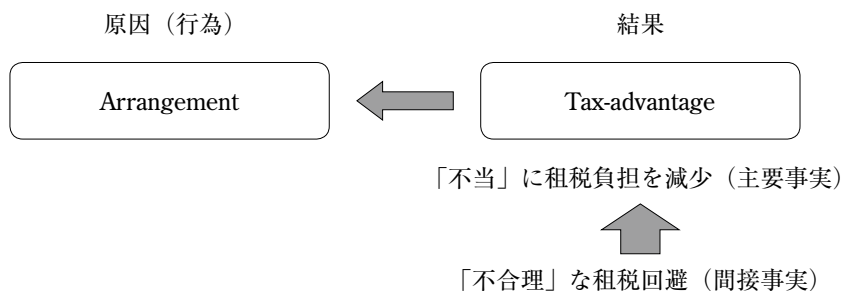 原因（行為）
結果
Arrangement
Tax-advantage
「不当」に租税負担を減少（主要事実）
「不合理」な租税回避（間接事実）